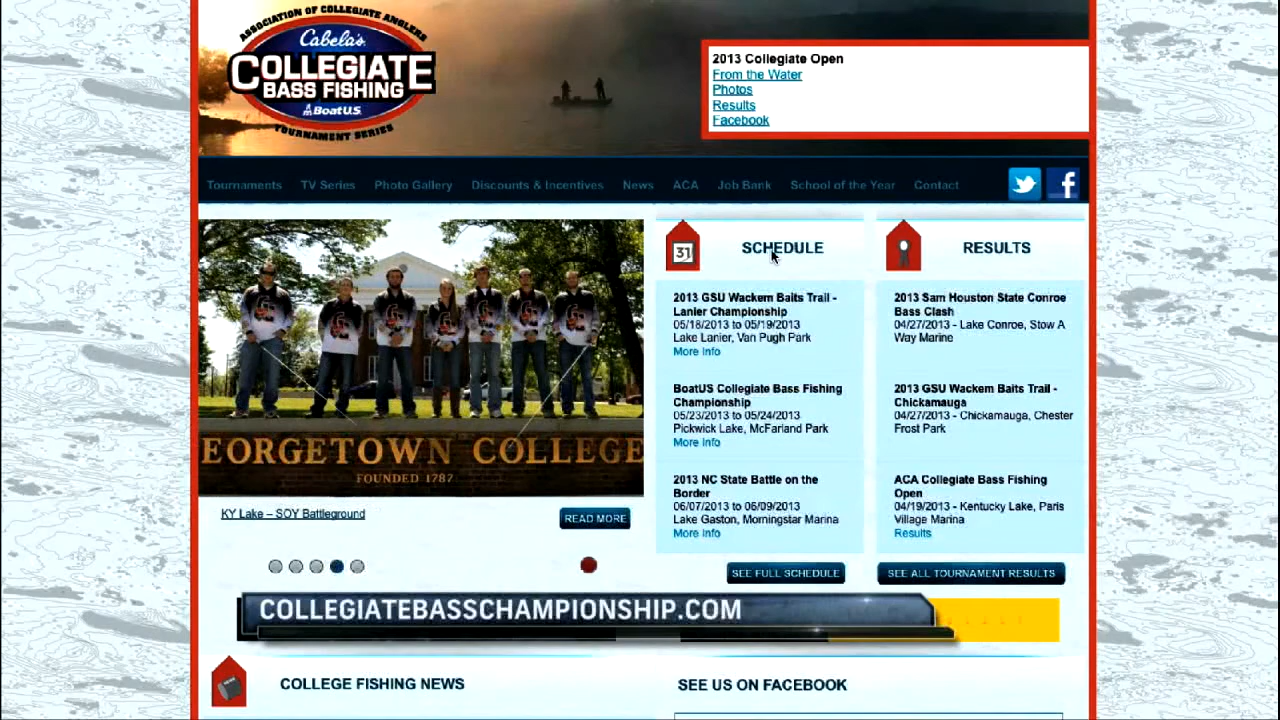 ASSOCIATION OF COLLEGIATE ANGLERS
Cabela's
COLLEGIATE
BASS FISHING
BoatU.S.
TOURNAMENT SERIES
2013 Collegiate Open
From the Water
Photos
Results
Facebook
Tournaments TV Series Photo Gallery Discounts & Incentives News ACA Job Bank School of the Year Contact
SCHEDULE
31
2013 GSU Wackem Baits Trail -
Lanier Championship
05/18/2013 to 05/19/2013
Lake Lanier, Van Pugh Park
More Info
BoatUS Collegiate Bass Fishing
Championship
05/23/2013 to 05/24/2013
Pickwick Lake, McFarland Park
More Info
2013 NC State Battle on the
Border
06/07/2013 to 06/09/2013
Lake Gaston, Morningstar Marina
More Info
SEE FULL SCHEDULE
RESULTS
2013 Sam Houston State Conroe
Bass Clash
04/27/2013 - Lake Conroe, Stow A
Way Marine
2013 GSU Wackem Baits Trail -
Chickamauga
04/27/2013 - Chickamauga, Chester
Frost Park
ACA Collegiate Bass Fishing
Open
04/19/2013 - Kentucky Lake, Paris
Village Marina
Results
SEE ALL TOURNAMENT RESULTS
EORGETOWN COLLEGE
FOUNDED 1787
KY Lake – SOY Battleground
READ MORE
COLLEGIATEBASSCHAMPIONSHIP.COM
COLLEGE FISHING NEWS
SEE US ON FACEBOOK